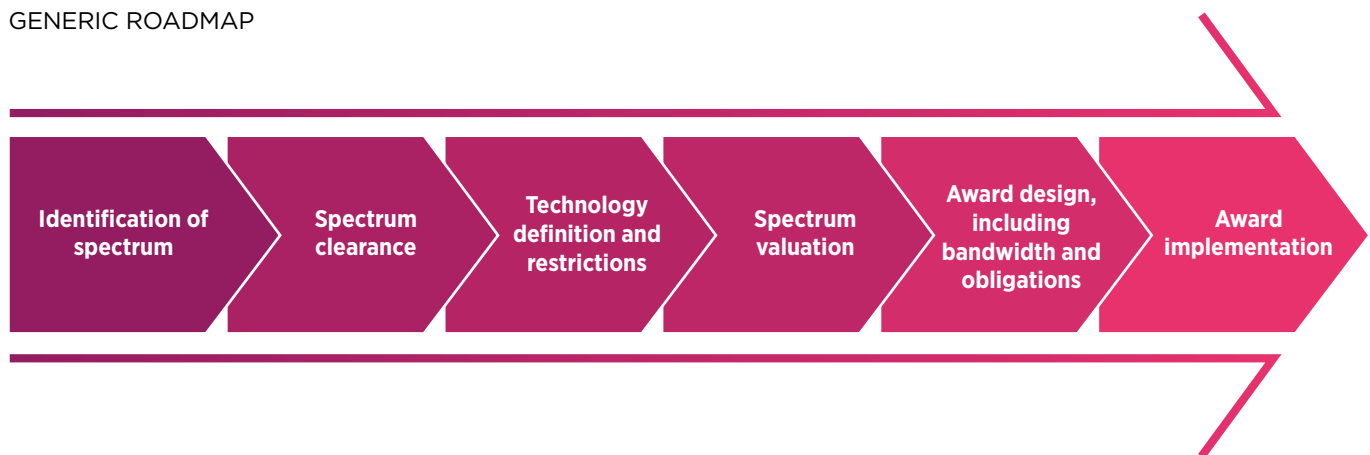 GENERIC ROADMAP
Identification of
spectrum
Spectrum
clearance
Technology
definition and
restrictions
Spectrum
valuation
Award design,
including
bandwidth and
obligations
Award
implementation